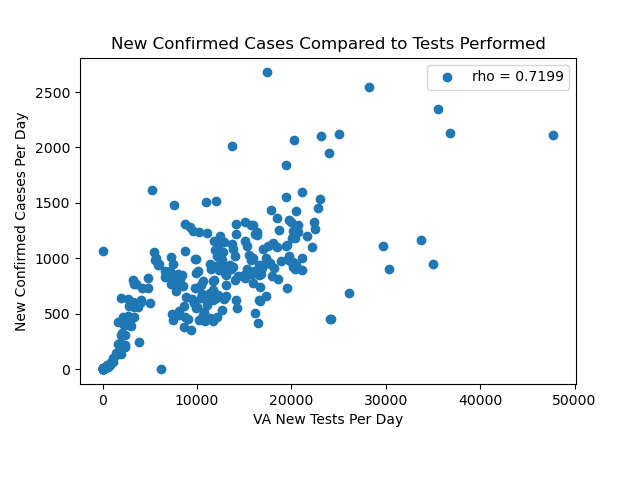 New Confirmed Cases Compared to Tests Performed
rho = 0.7199
New Confirmed Caeses Per Day
2500
2000
1500
1000
500
0
0 10000 20000 30000 40000 50000
VA New Tests Per Day